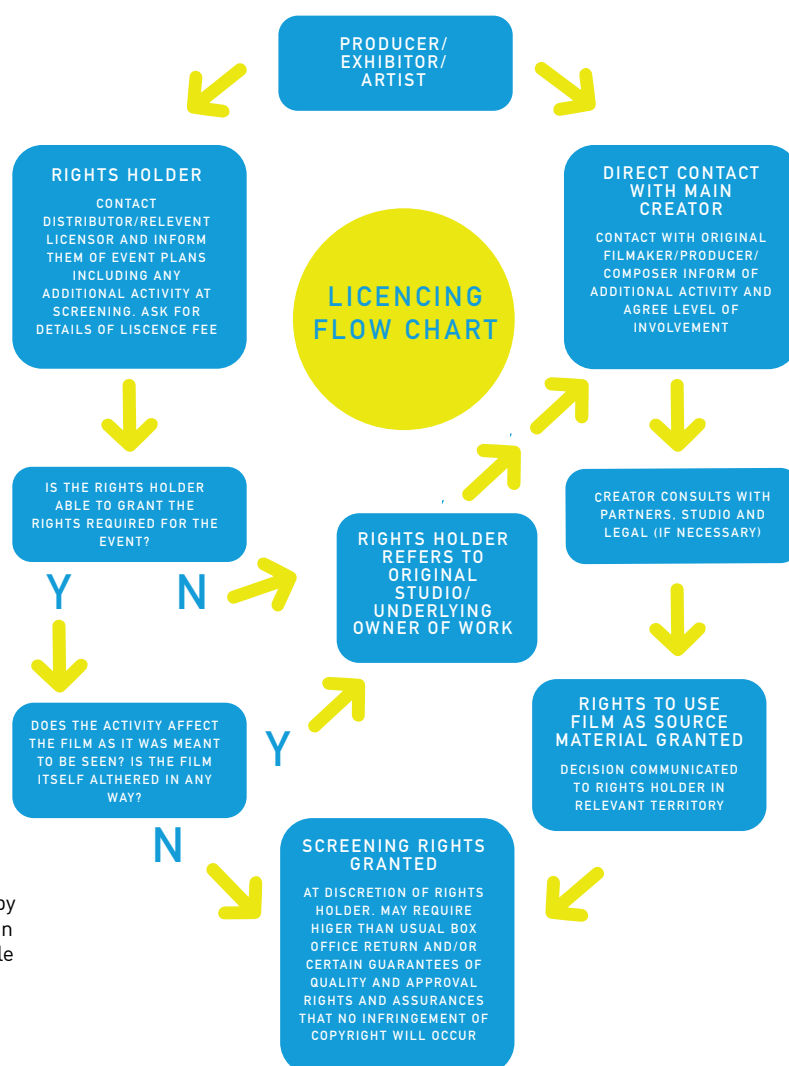 PRODUCER/
EXHIBITOR/
ARTIST
RIGHTS HOLDER
CONTACT
DISTRIBUTOR/RELEVENT
LICENSOR AND INFORM
THEM OF EVENT PLANS
INCLUDING ANY
ADDITIONAL ACTIVITY AT
SCREENING. ASK FOR
DETAILS OF LISCENCE FEE
DIRECT CONTACT
WITH MAIN
CREATOR
CONTACT WITH ORIGINAL
FILMAKER/PRODUCER/
COMPOSER INFORM OF
ADDITIONAL ACTIVITY AND
AGREE LEVEL OF
INVOLVEMENT
LICENCING
FLOW CHART
IS THE RIGHTS HOLDER
ABLE TO GRANT THE
RIGHTS REQUIRED FOR THE
EVENT?
Y N
RIGHTS HOLDER
REFERS TO
ORIGINAL
STUDIO/
UNDERLYING
OWNER OF WORK
CREATOR CONSULTS WITH
PARTNERS, STUDIO AND
LEGAL (IF NECESSARY)
DOES THE ACTIVITY AFFECT
THE FILM AS IT WAS MEANT
TO BE SEEN? IS THE FILM
ITSELF ALTHERED IN ANY
WAY?
Y
N
RIGHTS TO USE
FILM AS SOURCE
MATERIAL GRANTED
DECISION COMMUNICATED
TO RIGHTS HOLDER IN
RELEVANT TERRITORY
SCREENING RIGHTS
GRANTED
AT DISCRETION OF RIGHTS
HOLDER. MAY REQUIRE
HIGER THAN USUAL BOX
OFFICE RETURN AND/OR
CERTAIN GUARANTEES OF
QUALITY AND APPROVAL
RIGHTS AND ASSURANCES
THAT NO INFRINGEMENT OF
COPYRIGHT WILL OCCUR